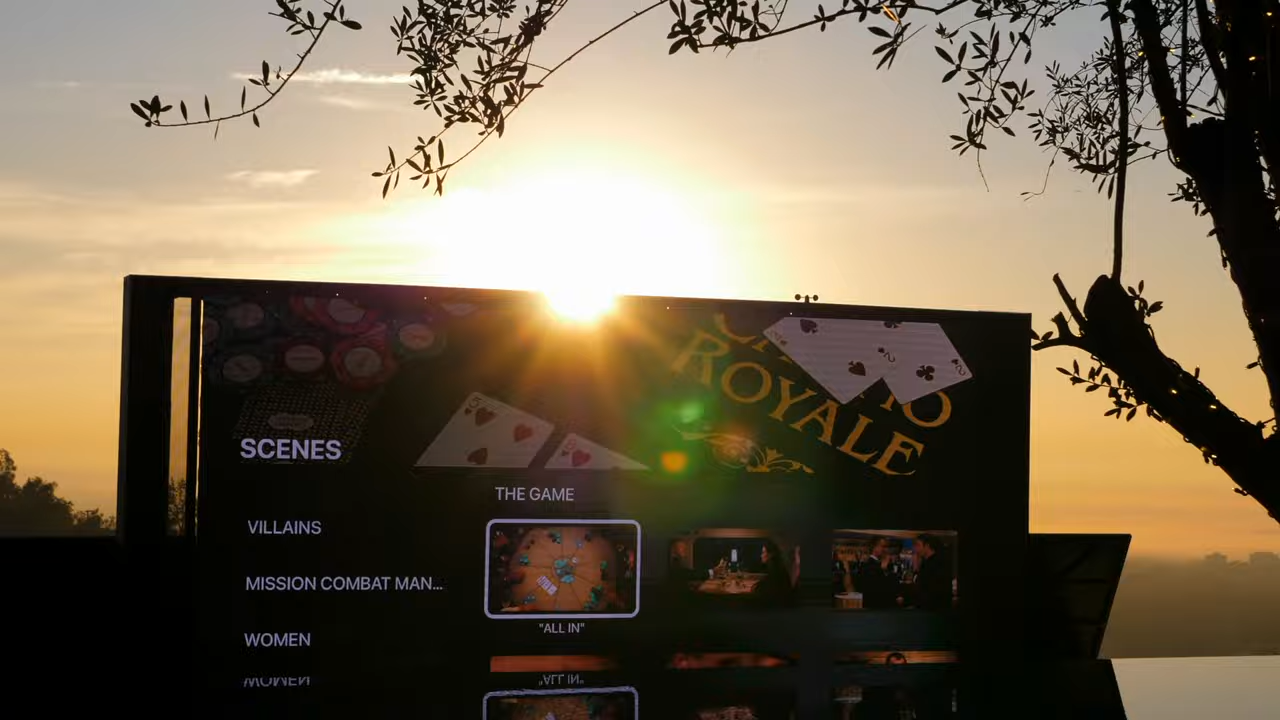 ROYALE
SCENES
THE GAME
VILLAINS
MISSION COMBAT MAN...
"ALL IN"
WOMEN